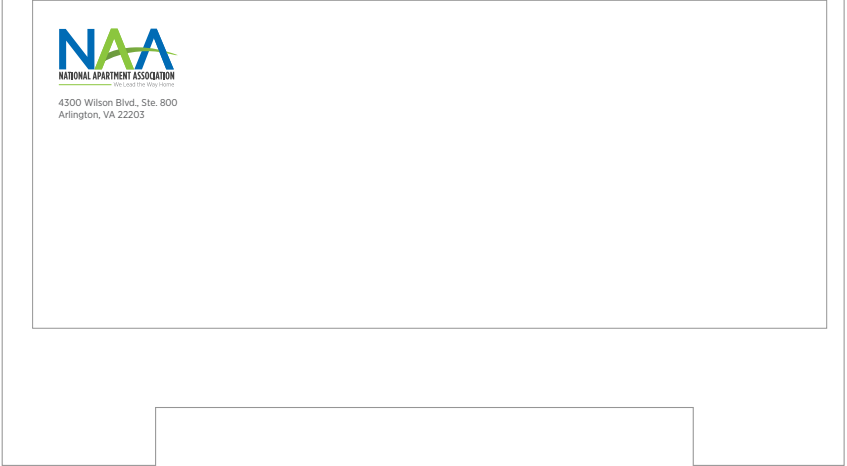 NAA
NATIONAL APARTMENT ASSOCIATION
We Lead the Way Home
4300 Wilson Blvd., Ste. 800
Arlington, VA 22203